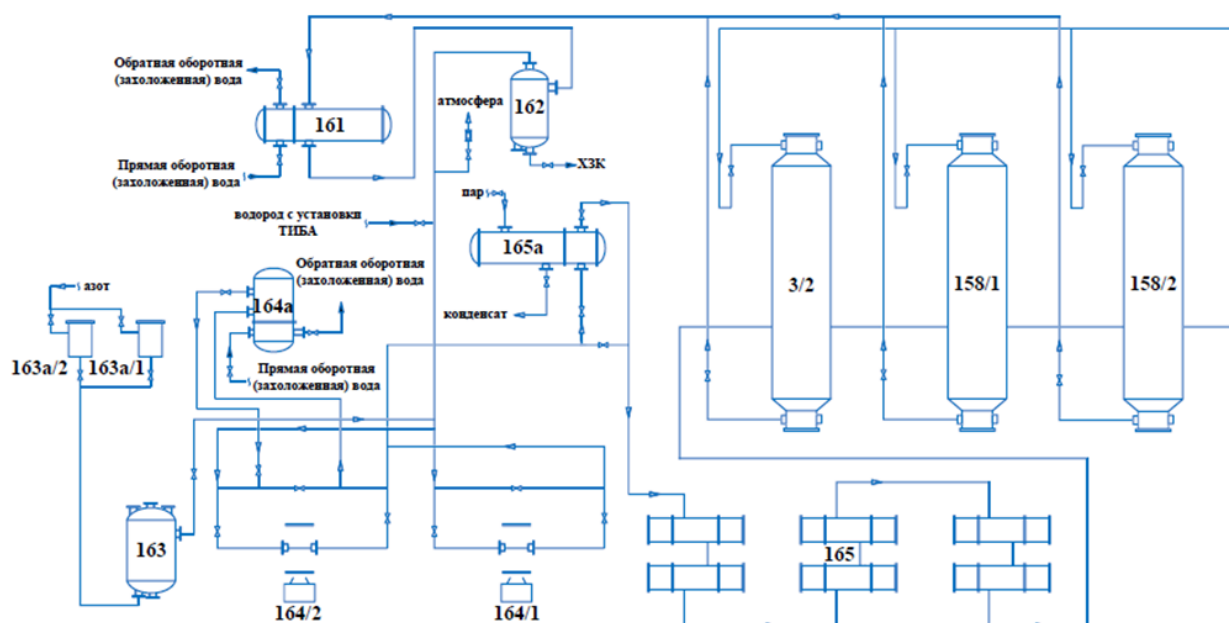 Обратная оборотная
(захоложенная) вода
161
Прямая оборотная
(захоложенная) вода
атмосфера
162
ХЗК
пар
водород с установки
ТИБА
165а
Обратная оборотная
(захоложенная) вода
азот
164а
конденсат
3/2
158/1
158/2
163а/2
163а/1
Прямая оборотная
(захоложенная) вода
163
165
164/2
164/1